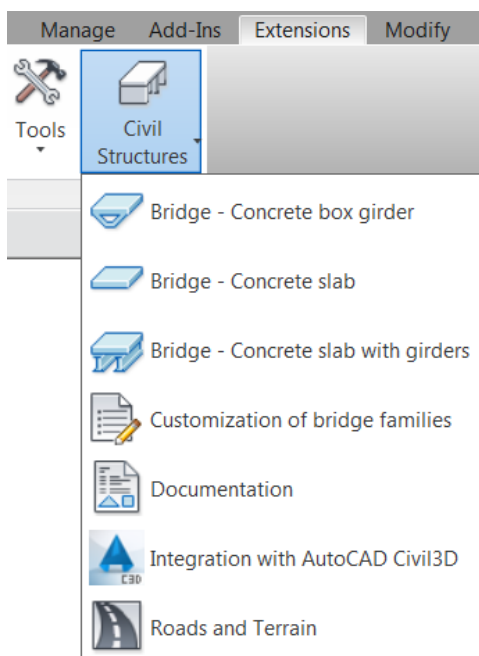 Manage Add-Ins Extensions Modify
Tools
Civil
Structures
Bridge - Concrete box girder
Bridge - Concrete slab
Bridge - Concrete slab with girders
Customization of bridge families
Documentation
C3D
Integration with AutoCAD Civil3D
Roads and Terrain